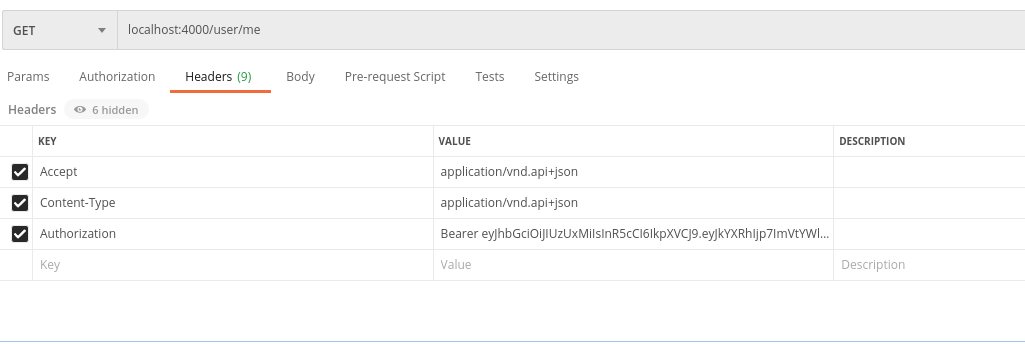 GET localhost:4000/user/me
Params Authorization Headers (9) Body Pre-request Script Tests Settings
Headers 6 hidden
KEY VALUE DESCRIPTION
Accept application/vnd.api+json
Content-Type application/vnd.api+json
Authorization Bearer eyJhbGciOiJIUzUxMiIsInR5cCI6IkpXVCJ9.eyJkYXRhIjp7ImVtYWl...
Key Value Description